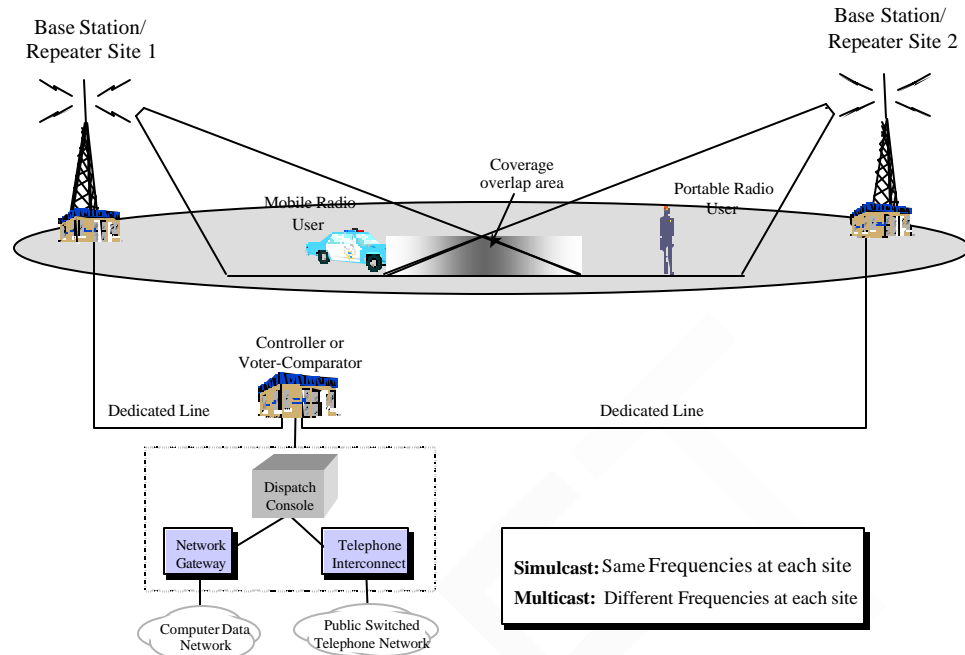 Base Station/
Repeater Site 1
Base Station/
Repeater Site 2
Coverage
overlap area
Mobile Radio
User
Portable Radio
User
Controller or
Voter-Comparator
Dedicated Line
Dedicated Line
Dispatch
Console
Network
Gateway
Telephone
Interconnect
Computer Data
Network
Public Switched
Telephone Network
Simulcast: Same Frequencies at each site
Multicast: Different Frequencies at each site